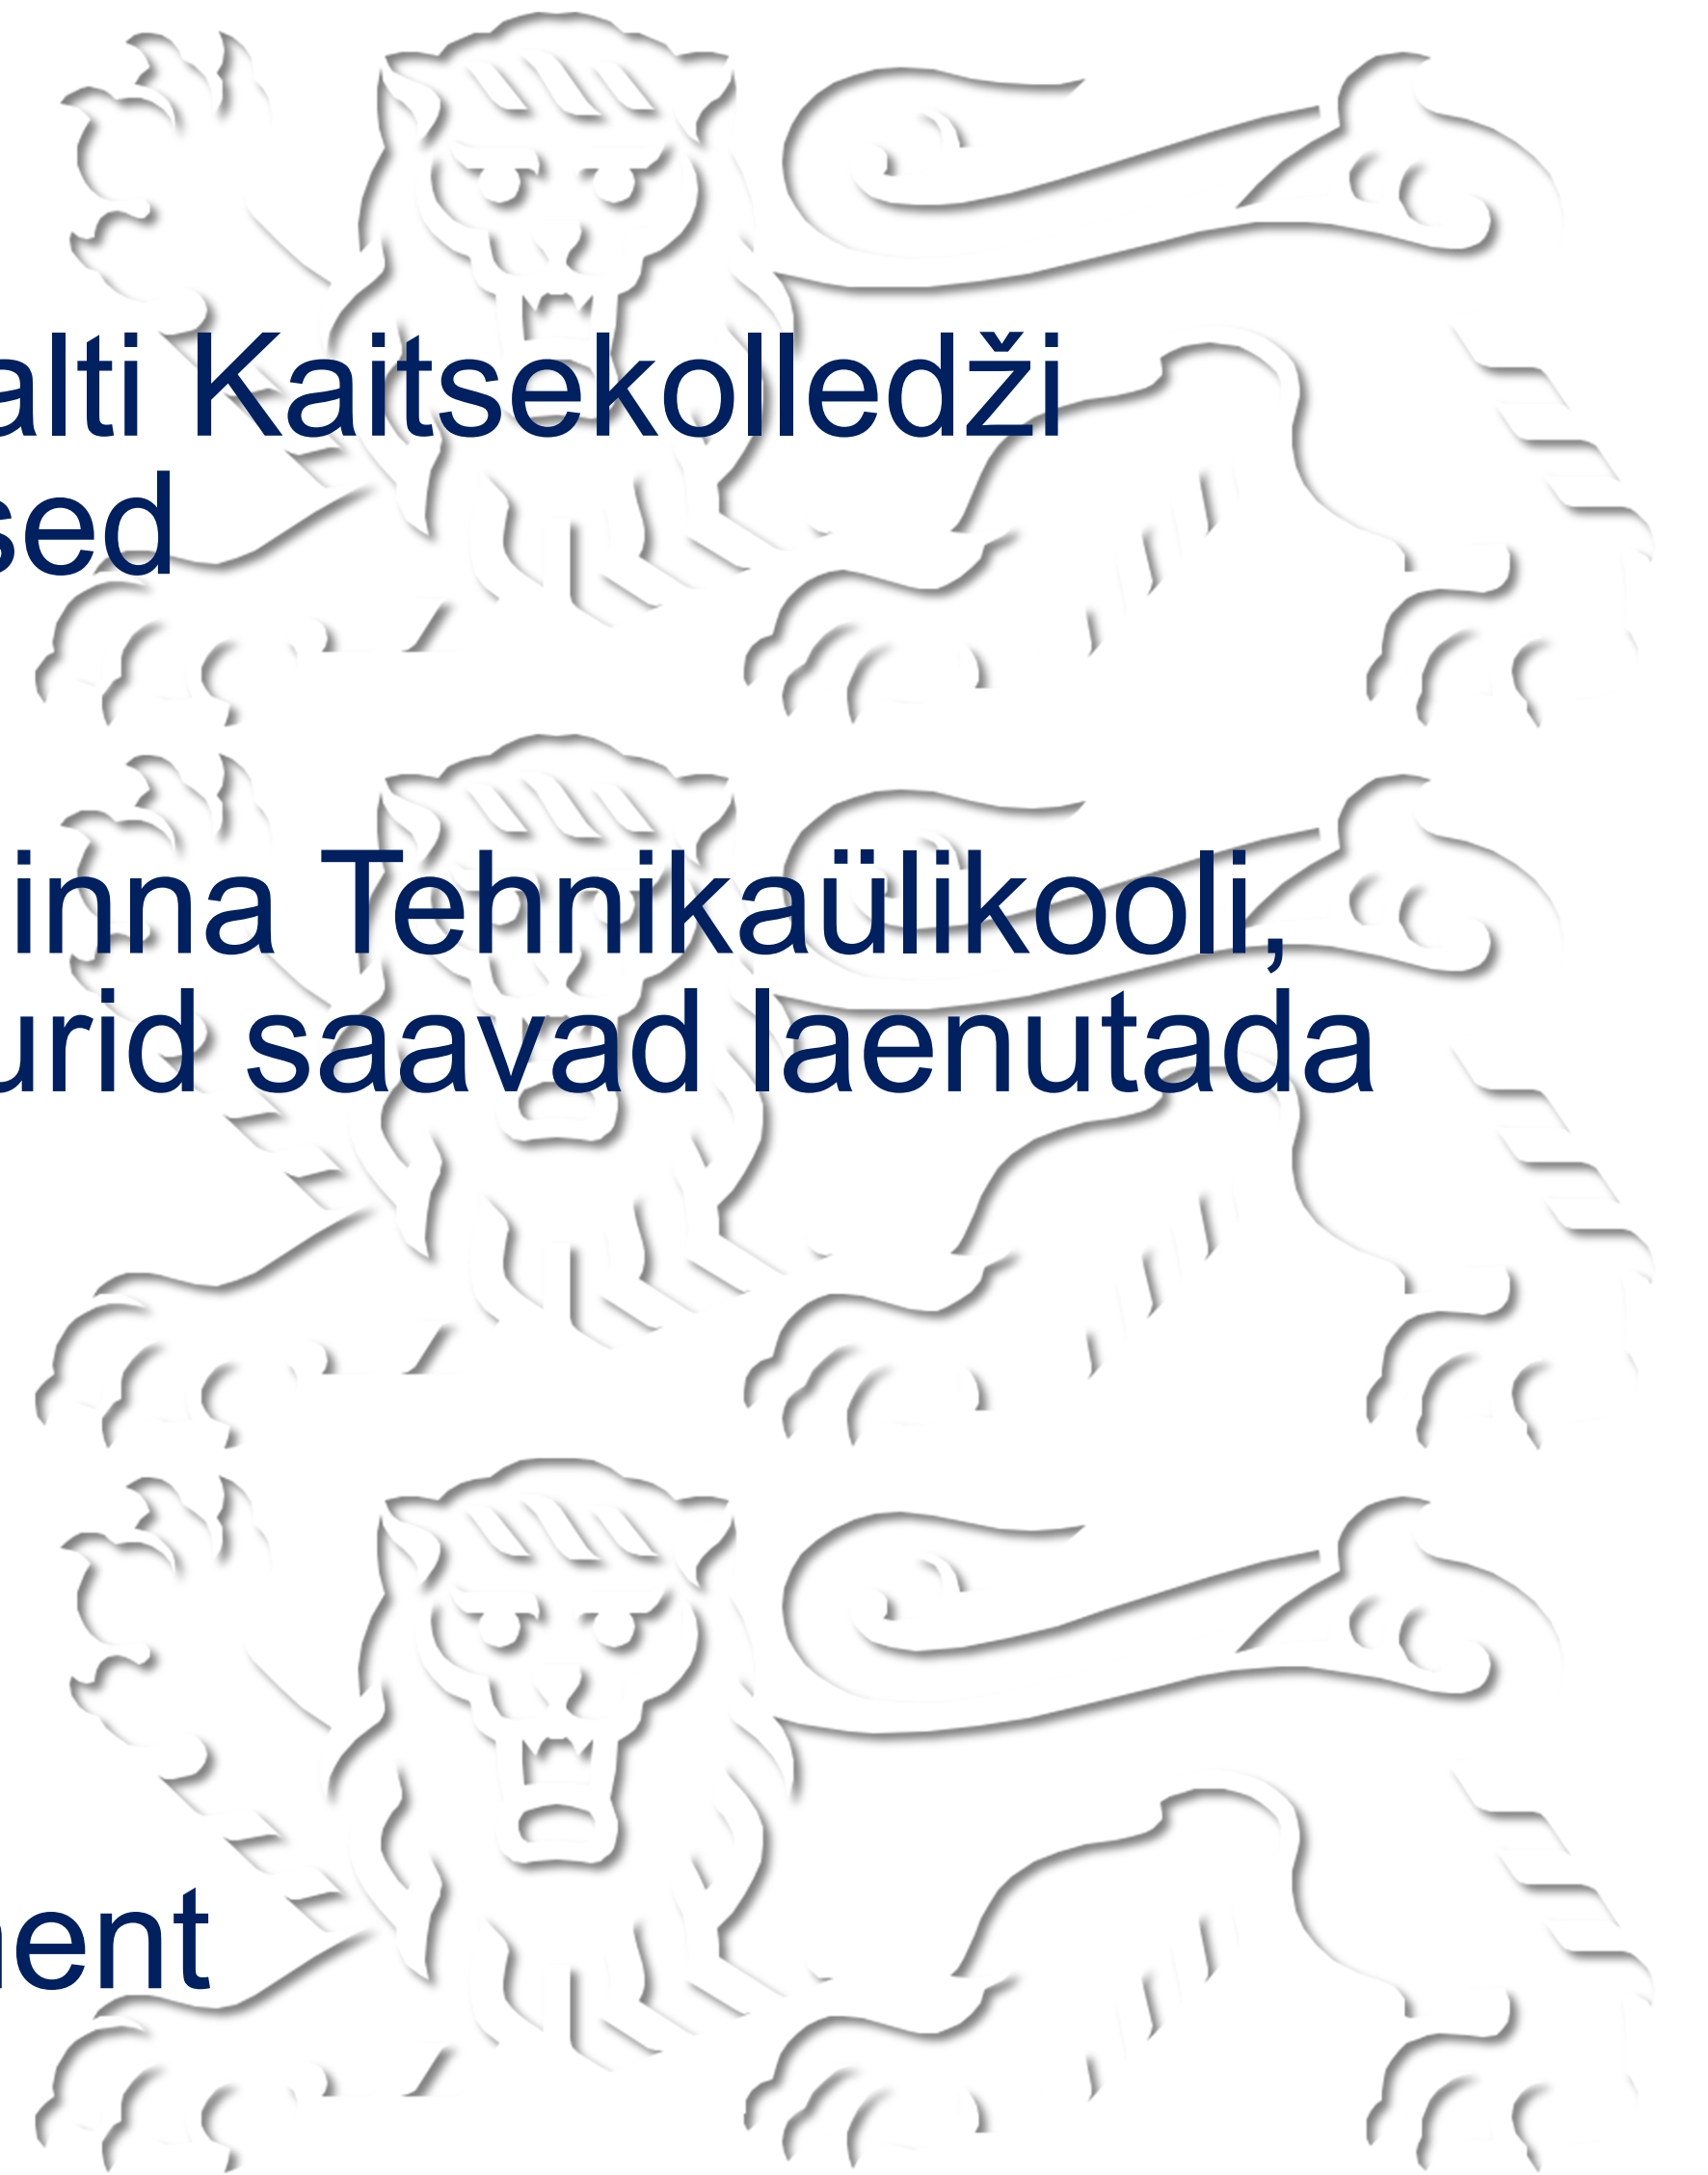 alti Kaitsekolledži
sed
inna Tehnikaülikooli,
urid saavad laenutada
ent